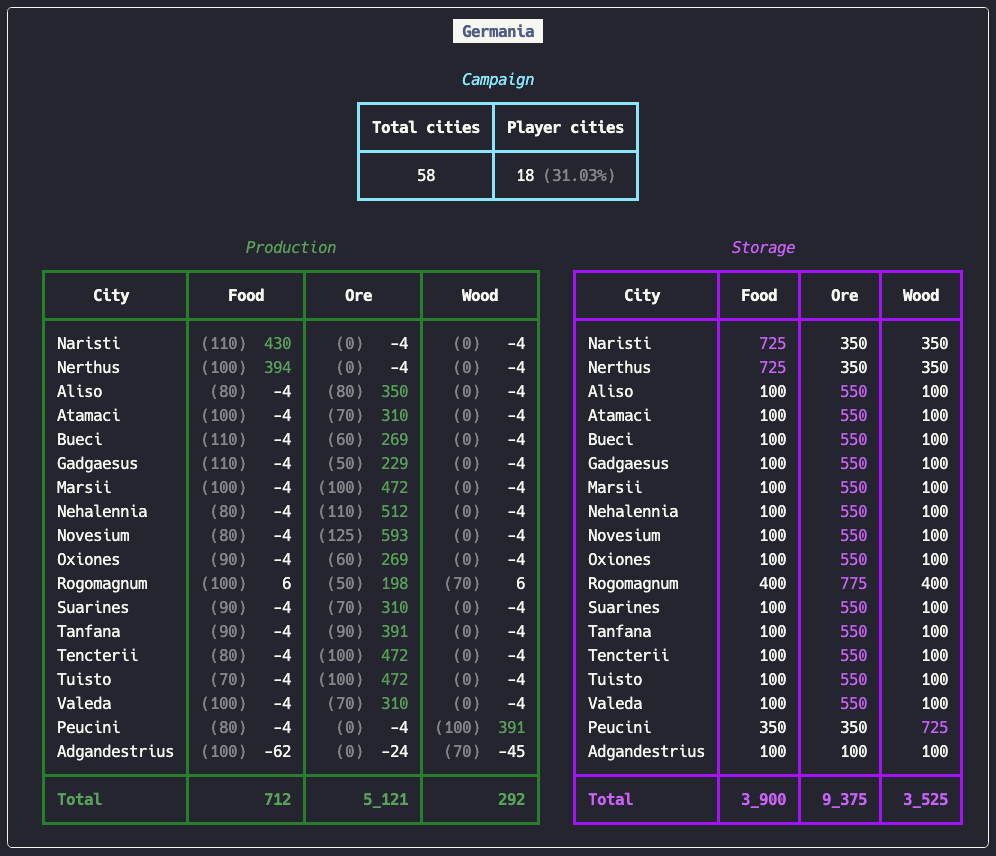 Germania
Campaign
Total cities Player cities
58 18 (31.03%)
Production
City Food Ore Wood
Naristi (110) 430 (0) -4 (0) -4
Nerthus (100) 394 (0) -4 (0) -4
Aliso (80) -4 (80) 350 (0) -4
Atamaci (100) -4 (70) 310 (0) -4
Bueci (110) -4 (60) 269 (0) -4
Gadgaesus (110) -4 (50) 229 (0) -4
Marsii (100) -4 (100) 472 (0) -4
Nehalennia (80) -4 (110) 512 (0) -4
Novesium (80) -4 (125) 593 (0) -4
Oxiones (90) -4 (60) 269 (0) -4
Rogomagnum (100) 6 (50) 198 (70) 6
Suarines (90) -4 (70) 310 (0) -4
Tanfana (90) -4 (90) 391 (0) -4
Tencterii (80) -4 (100) 472 (0) -4
Tuisto (70) -4 (100) 472 (0) -4
Valeda (100) -4 (70) 310 (0) -4
Peucini (80) -4 (0) -4 (100) 391
Adgandestrius (100) -62 (0) -24 (70) -45
Total 712 5_121 292
Storage
City Food Ore Wood
Naristi 725 350 350
Nerthus 725 350 350
Aliso 100 550 100
Atamaci 100 550 100
Bueci 100 550 100
Gadgaesus 100 550 100
Marsii 100 550 100
Nehalennia 100 550 100
Novesium 100 550 100
Oxiones 100 550 100
Rogomagnum 400 775 400
Suarines 100 550 100
Tanfana 100 550 100
Tencterii 100 550 100
Tuisto 100 550 100
Valeda 100 550 100
Peucini 350 350 725
Adgandestrius 100 100 100
Total 3_900 9_375 3_525